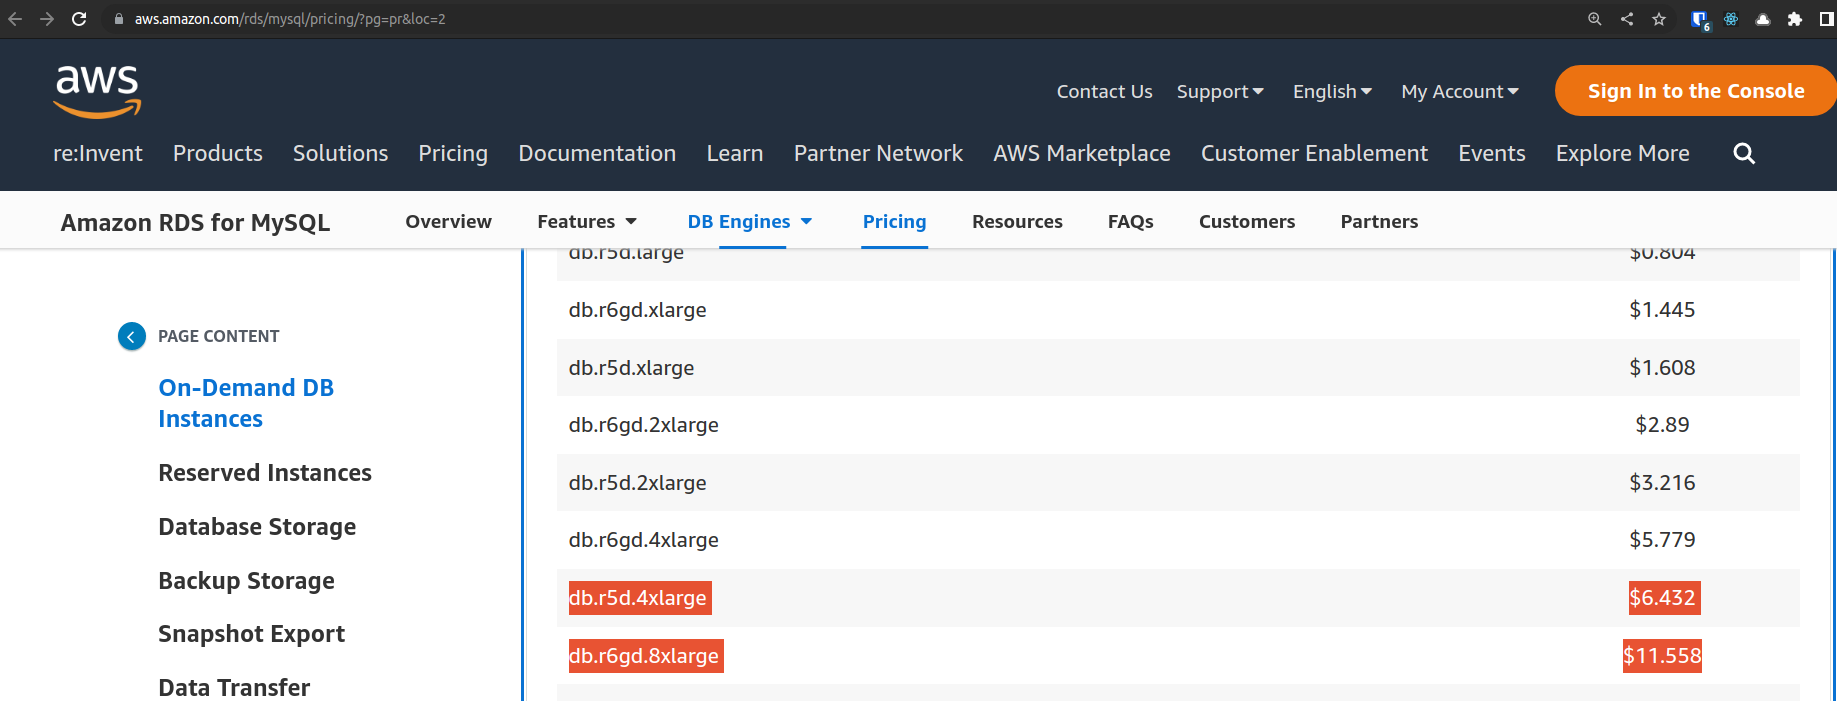 aws.amazon.com/rds/mysql/pricing/?pg=pr&loc=2
6
aws
Contact Us Support English My Account Sign In to the Console
re:Invent Products Solutions Pricing Documentation Learn Partner Network AWS Marketplace Customer Enablement Events Explore More
Amazon RDS for MySQL Overview Features DB Engines Pricing Resources FAQs Customers Partners
db.r5d.large $0.804
db.r6gd.xlarge $1.445
PAGE CONTENT
db.r5d.xlarge $1.608
On-Demand DB
Instances
db.r6gd.2xlarge $2.89
Reserved Instances
db.r5d.2xlarge $3.216
Database Storage
db.r6gd.4xlarge $5.779
Backup Storage
db.r5d.4xlarge $6.432
Snapshot Export
db.r6gd.8xlarge $11.558
Data Transfer